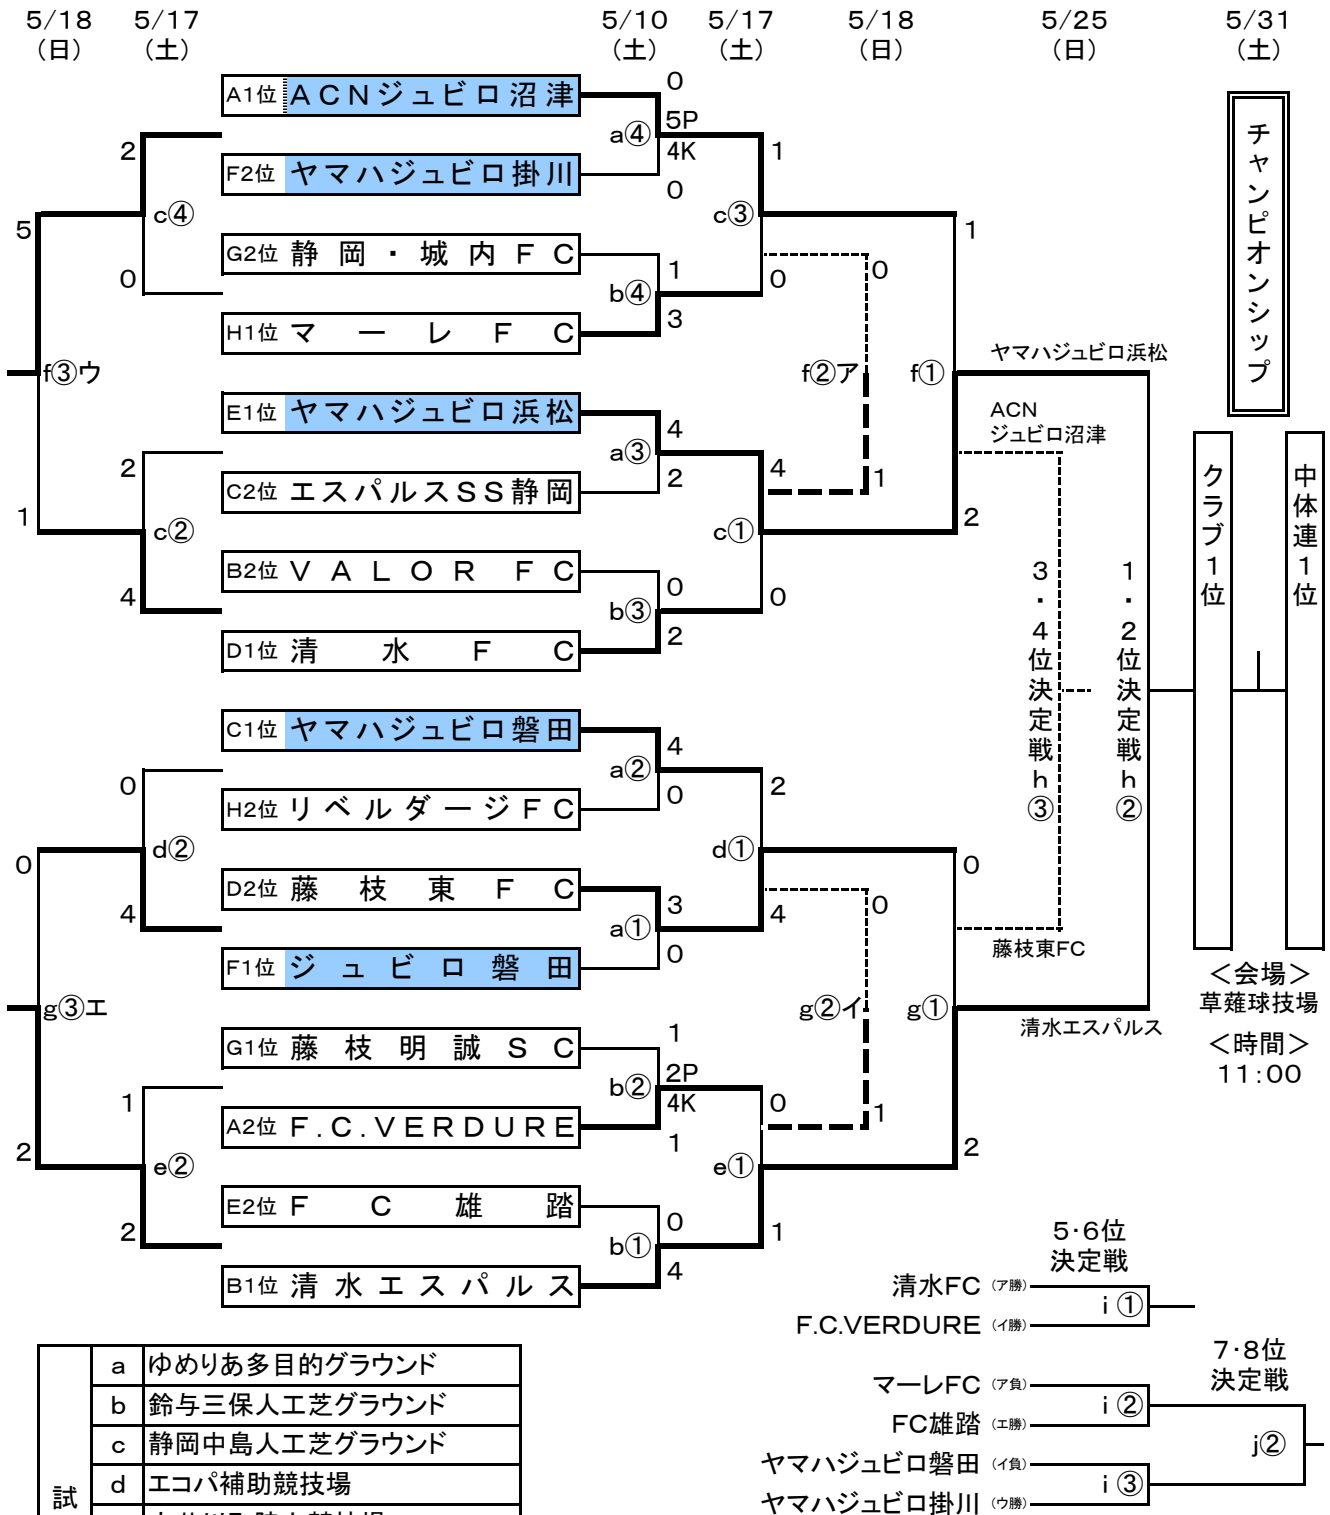 5/18 5/17 5/10 5/17 5/18 5/25 5/31
(日) (土) (土) (土) (日) (日) (土)
A1位 ACNジュビロ沼津
0
a④
5P
4K
F2位 ヤマハジュビロ掛川
0
2
c④
0
5
G2位 静岡・城内FC
1
b④
H1位 マーレFC
3
1
c③
0
1
0
f③ウ
f②ア
f①
E1位 ヤマハジュビロ浜松
4
a③
C2位 エスパルスSS静岡
2
2
c②
4
1
4
c①
0
1
2
B2位 VALOR FC
0
b③
D1位 清水FC
2
ヤマハジュビロ浜松
ACN
ジュビロ沼津
3・4位決定戦h③
1・2位決定戦h②
チャンピオンシップ
クラブ1位
中体連1位
C1位 ヤマハジュビロ磐田
4
a②
H2位 リベルダージFC
0
0
d②
4
0
2
d①
4
0
0
D2位 藤枝東FC
3
a①
F1位 ジュビロ磐田
0
藤枝東FC
g③エ
g②イ
g①
清水エスパルス
<会場>
草薙球技場
<時間>
11:00
G1位 藤枝明誠SC
1
b②
2P
4K
A2位 F.C.VERDURE
1
1
e②
2
2
0
e①
1
1
2
E2位 FC雄踏
0
b①
B1位 清水エスパルス
4
5・6位
決定戦
清水FC (ア勝)
i①
F.C.VERDURE (イ勝)
7・8位
決定戦
マーレFC (ア負)
i②
FC雄踏 (エ勝)
j②
ヤマハジュビロ磐田 (イ負)
i③
ヤマハジュビロ掛川 (ウ勝)
試
a ゆめりあ多目的グラウンド
b 鈴与三保人工芝グラウンド
c 静岡中島人工芝グラウンド
d エコパ補助競技場